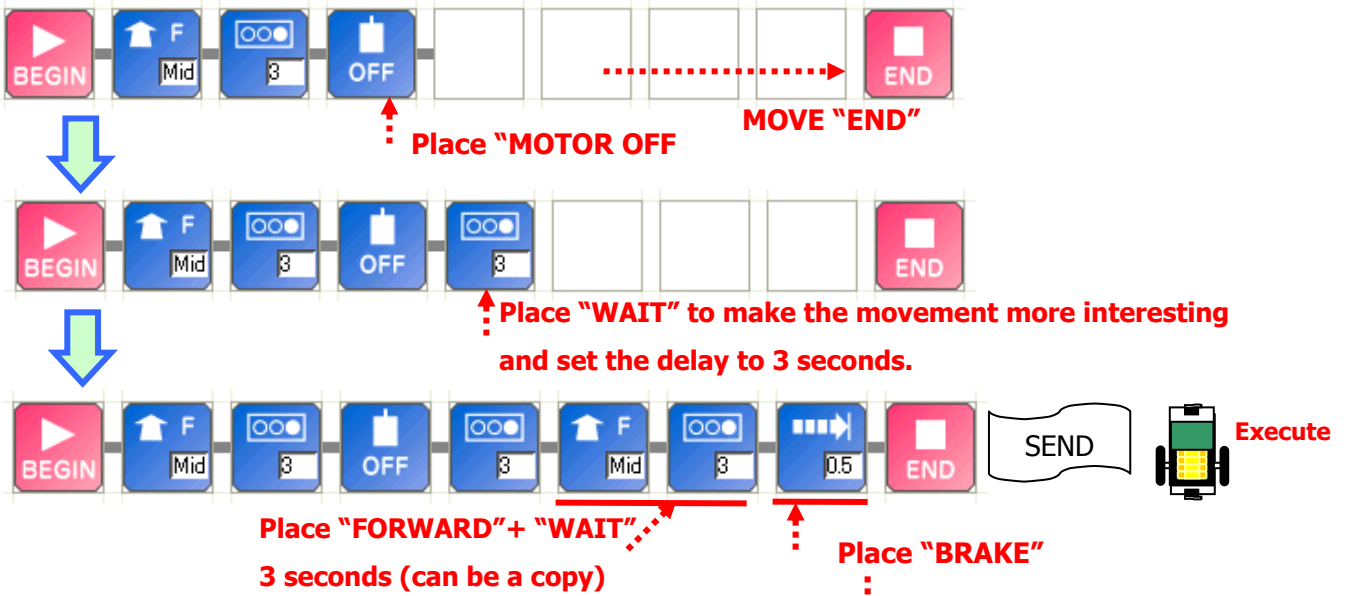 BEGIN F Mid 3 OFF END
MOVE “END”
Place “MOTOR OFF
BEGIN F Mid 3 OFF 3 END
Place “WAIT” to make the movement more interesting
and set the delay to 3 seconds.
BEGIN F Mid 3 OFF 3 F Mid 3 0.5 END SEND Execute
Place “FORWARD”+ “WAIT”
3 seconds (can be a copy)
Place “BRAKE”